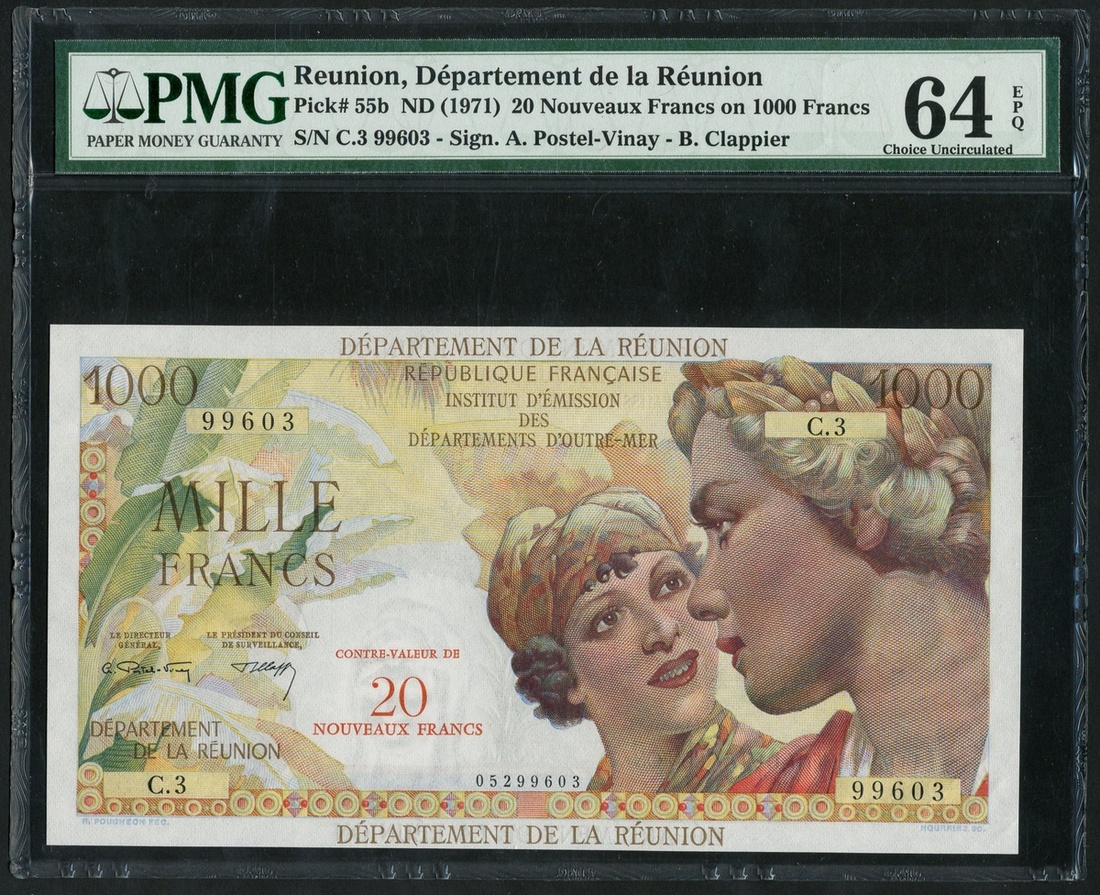 PMG
PAPER MONEY GUARANTY
Reunion, Département de la Réunion
Pick# 55b ND (1971) 20 Nouveaux Francs on 1000 Francs
S/N C.3 99603 - Sign. A. Postel-Vinay - B. Clappier
64
EPQ
Choice Uncirculated
DÉPARTEMENT DE LA RÉUNION
1000
RÉPUBLIQUE FRANÇAISE
1000
99603
INSTITUT D'ÉMISSION
DES
DÉPARTEMENTS D'OUTRE-MER
C.3
MILLE
FRANCS
LE DIRECTEUR
GÉNÉRAL,
LE PRÉSIDENT DU CONSEIL
DE SURVEILLANCE,
CONTRE-VALEUR DE
20
NOUVEAUX FRANCS
DÉPARTEMENT
DE LA RÉUNION
C.3
05299603
99603
R. POUGHEON FEC.
DÉPARTEMENT DE LA RÉUNION